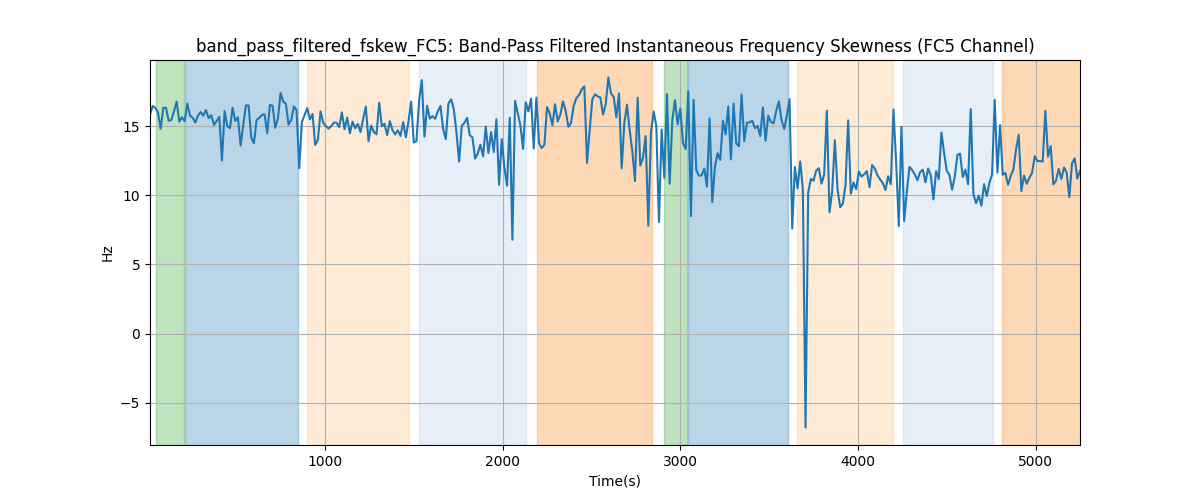 band_pass_filtered_fskew_FC5: Band-Pass Filtered Instantaneous Frequency Skewness (FC5 Channel)
15
10
5
0
−5
Hz
1000 2000 3000 4000 5000
Time(s)